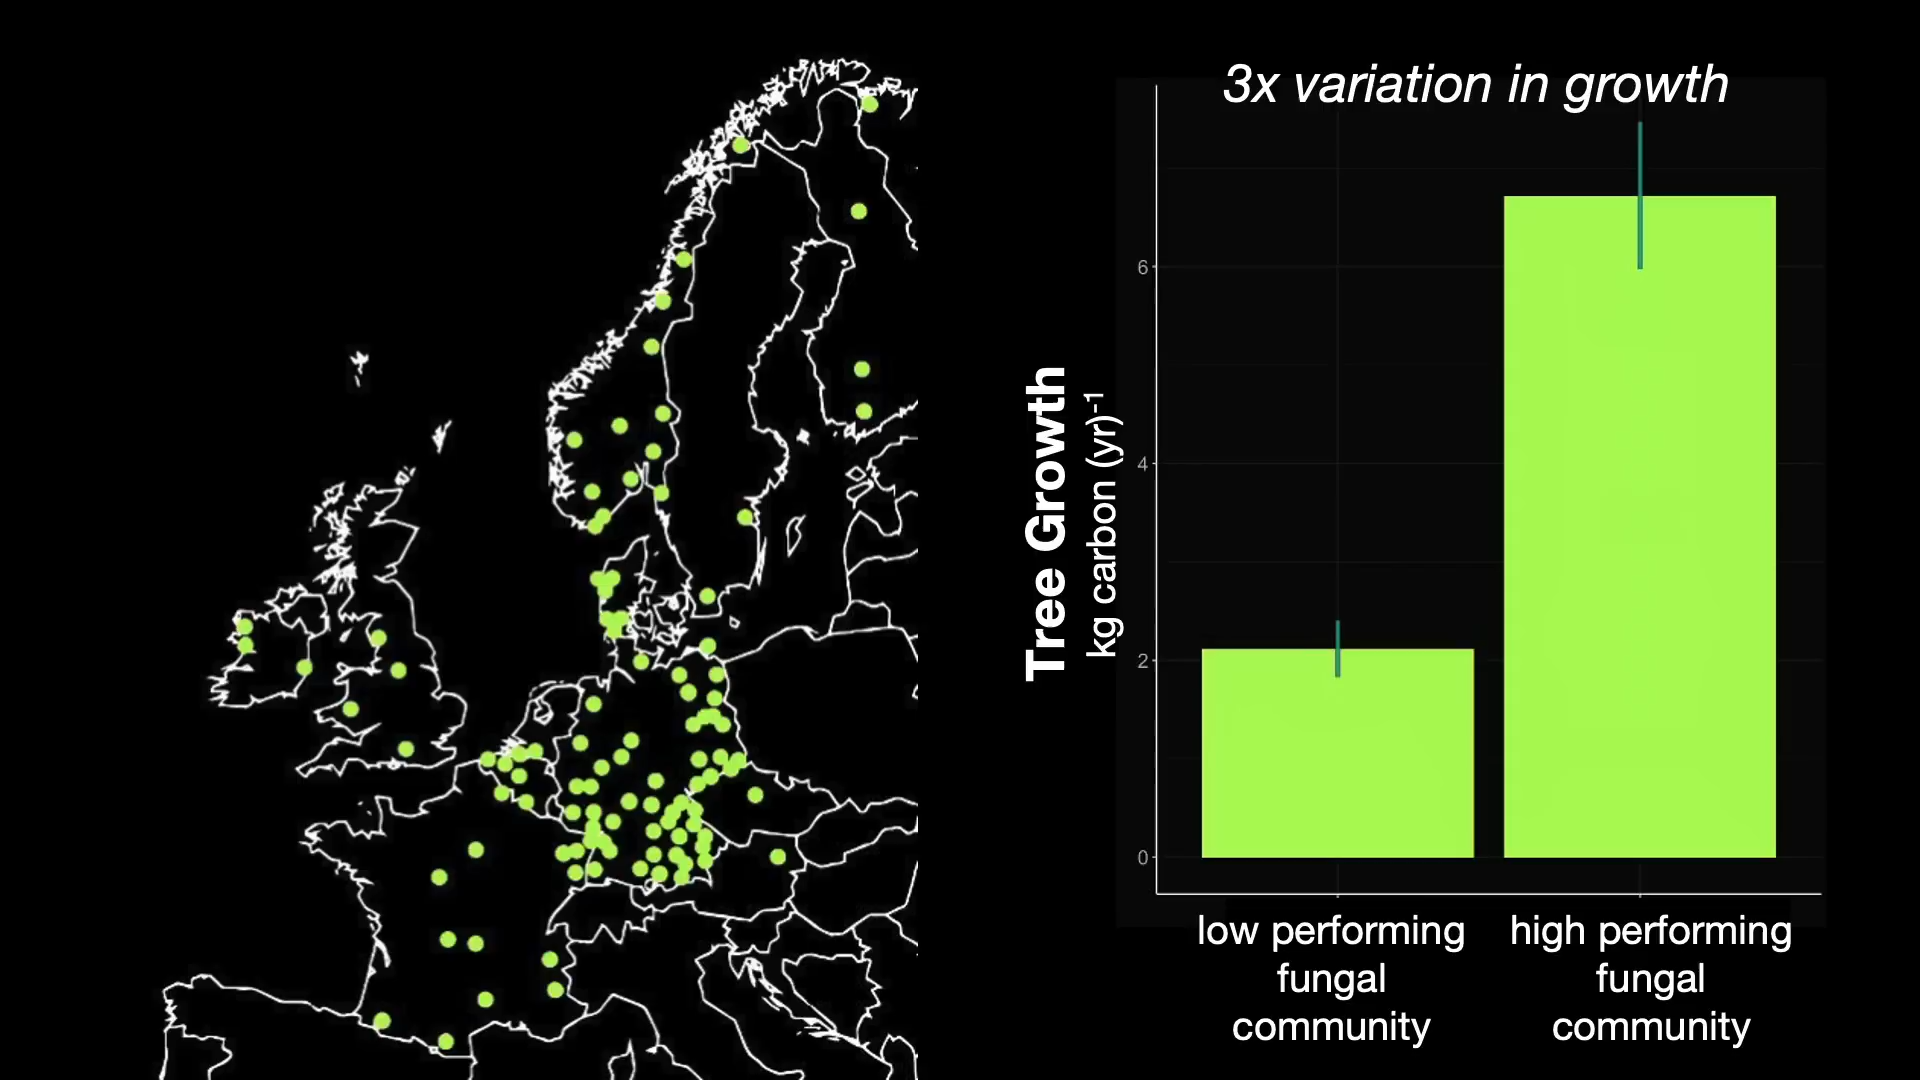 3x variation in growth
Tree Growth
kg carbon (yr)-1
6
4
2
0
low performing
fungal
community
high performing
fungal
community